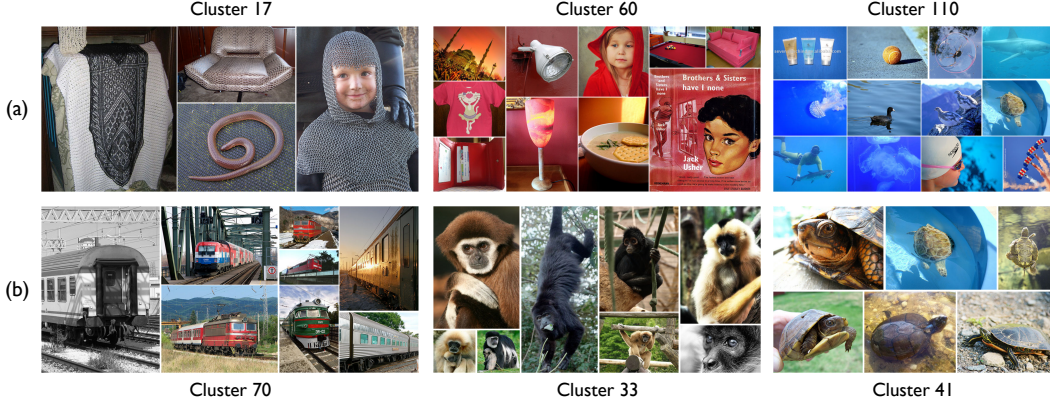 Cluster 17
Cluster 60
Cluster 110
(a)
Brothers & Sisters
have I none
Jack
Usher
(b)
Cluster 70
Cluster 33
Cluster 41